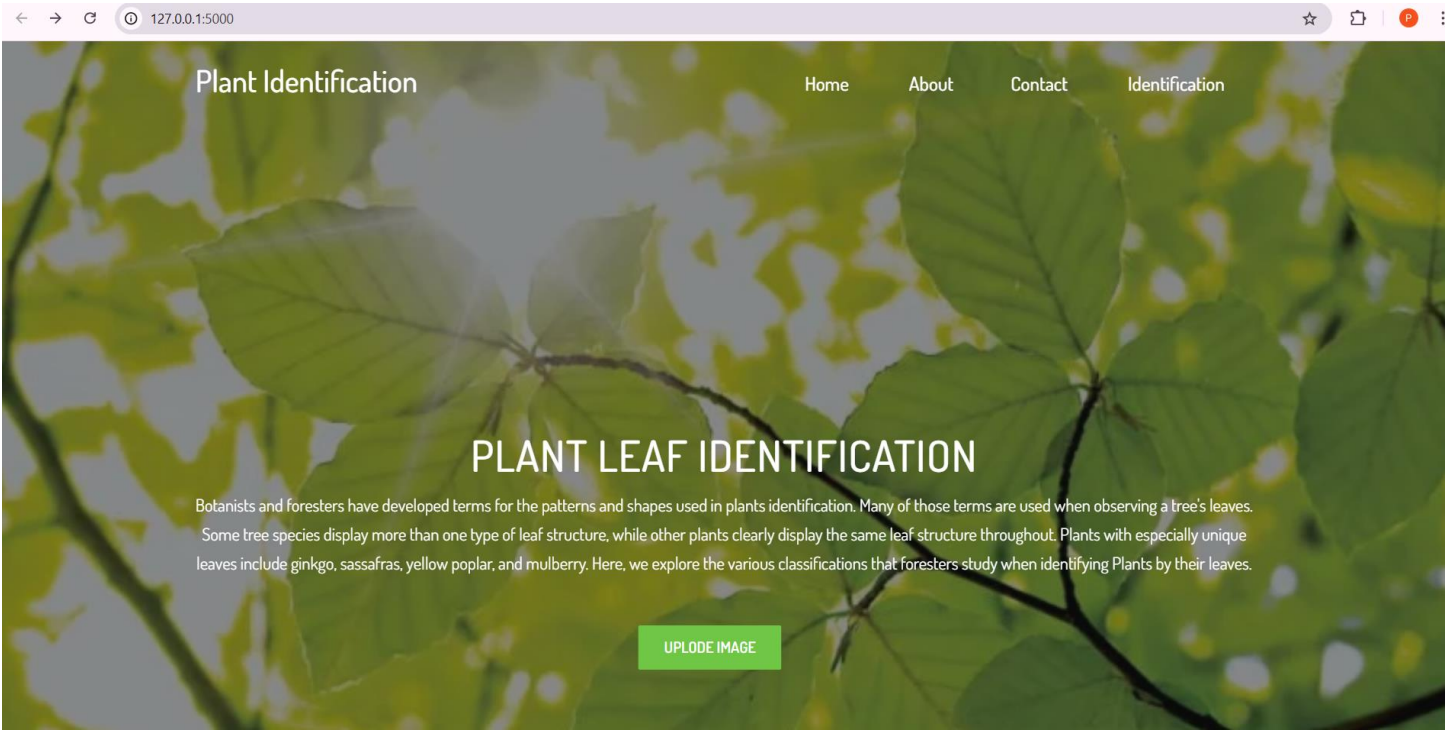 127.0.0.1:5000
P
Plant Identification
Home About Contact Identification
PLANT LEAF IDENTIFICATION
Botanists and foresters have developed terms for the patterns and shapes used in plants identification. Many of those terms are used when observing a tree's leaves.
Some tree species display more than one type of leaf structure, while other plants clearly display the same leaf structure throughout. Plants with especially unique
leaves include ginkgo, sassafras, yellow poplar, and mulberry. Here, we explore the various classifications that foresters study when identifying Plants by their leaves.
UPLODE IMAGE